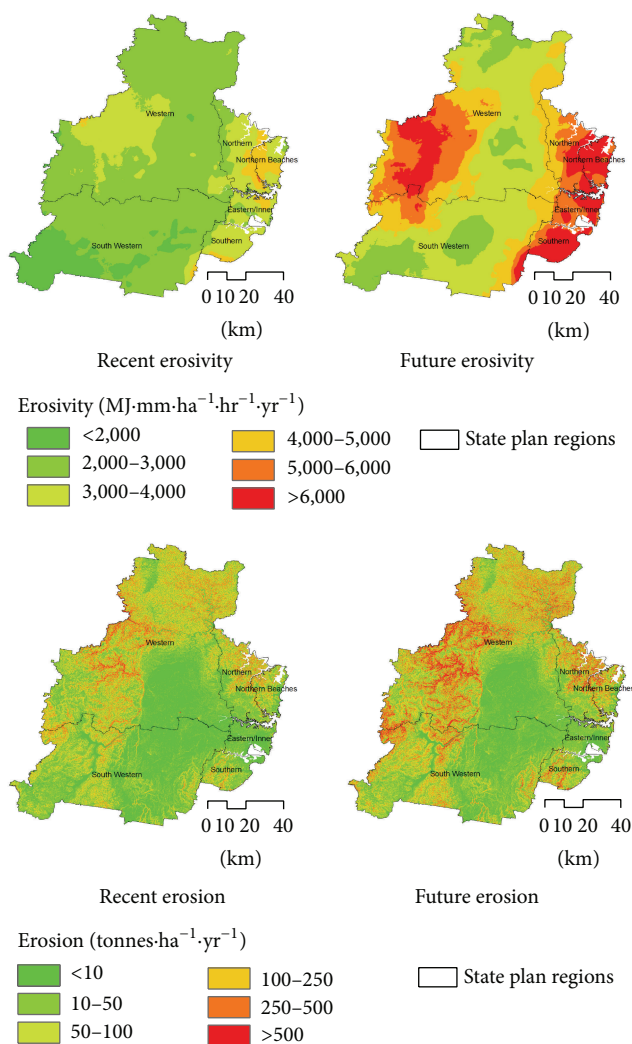 Western
Northern
Northern Beaches
Eastern/Inner
South Western
Southern
0 10 20 40
(km)
Recent erosivity
Western
Northern
Northern Beaches
Eastern/Inner
South Western
Southern
0 10 20 40
(km)
Future erosivity
Erosivity (MJ·mm·ha⁻¹·hr⁻¹·yr⁻¹)
<2,000
2,000–3,000
3,000–4,000
4,000–5,000
5,000–6,000
>6,000
State plan regions
Western
Northern
Northern Beaches
Eastern/Inner
South Western
Southern
0 10 20 40
(km)
Recent erosion
Western
Northern
Northern Beaches
Eastern/Inner
South Western
Southern
0 10 20 40
(km)
Future erosion
Erosion (tonnes·ha⁻¹·yr⁻¹)
<10
10–50
50–100
100–250
250–500
>500
State plan regions